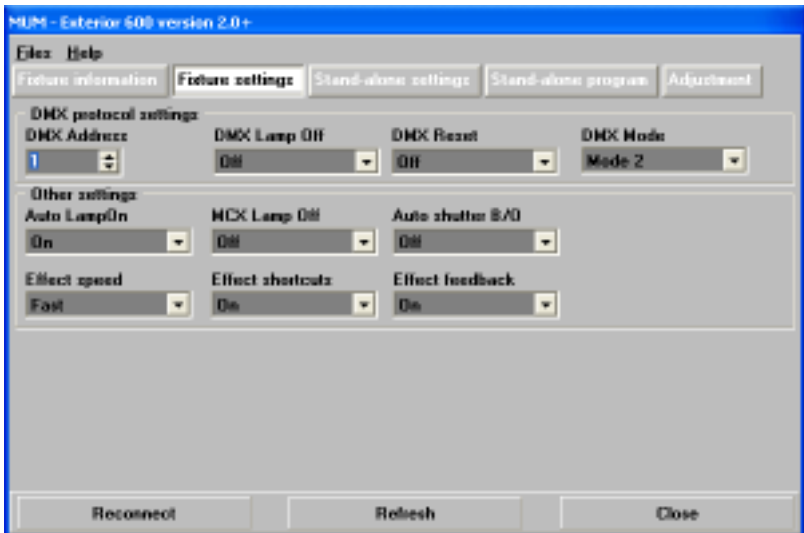 MUM - Exterior 600 version 2.0+
Files Help
Fixture information Fixture settings Stand-alone settings Stand-alone program Adjustment
DMX protocol settings
DMX Address DMX Lamp Off DMX Reset DMX Mode
1 Off Off Mode 2
Other settings
Auto LampOn MCX Lamp Off Auto shutter B/O
On Off Off
Effect speed Effect shortcuts Effect feedback
Fast On On
Reconnect Refresh Close